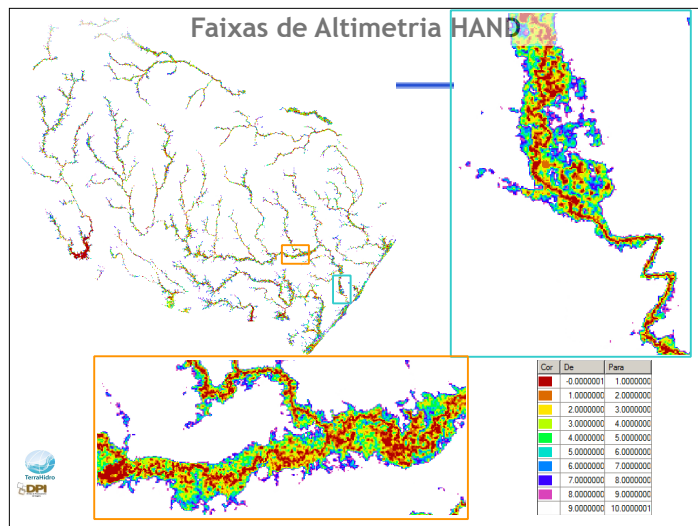 Faixas de Altimetria HAND
Cor De Para
-0.0000001 1.0000000
1.0000000 2.0000000
2.0000000 3.0000000
3.0000000 4.0000000
4.0000000 5.0000000
5.0000000 6.0000000
6.0000000 7.0000000
7.0000000 8.0000000
8.0000000 9.0000000
9.0000000 10.0000001
TerraHidro
DPI